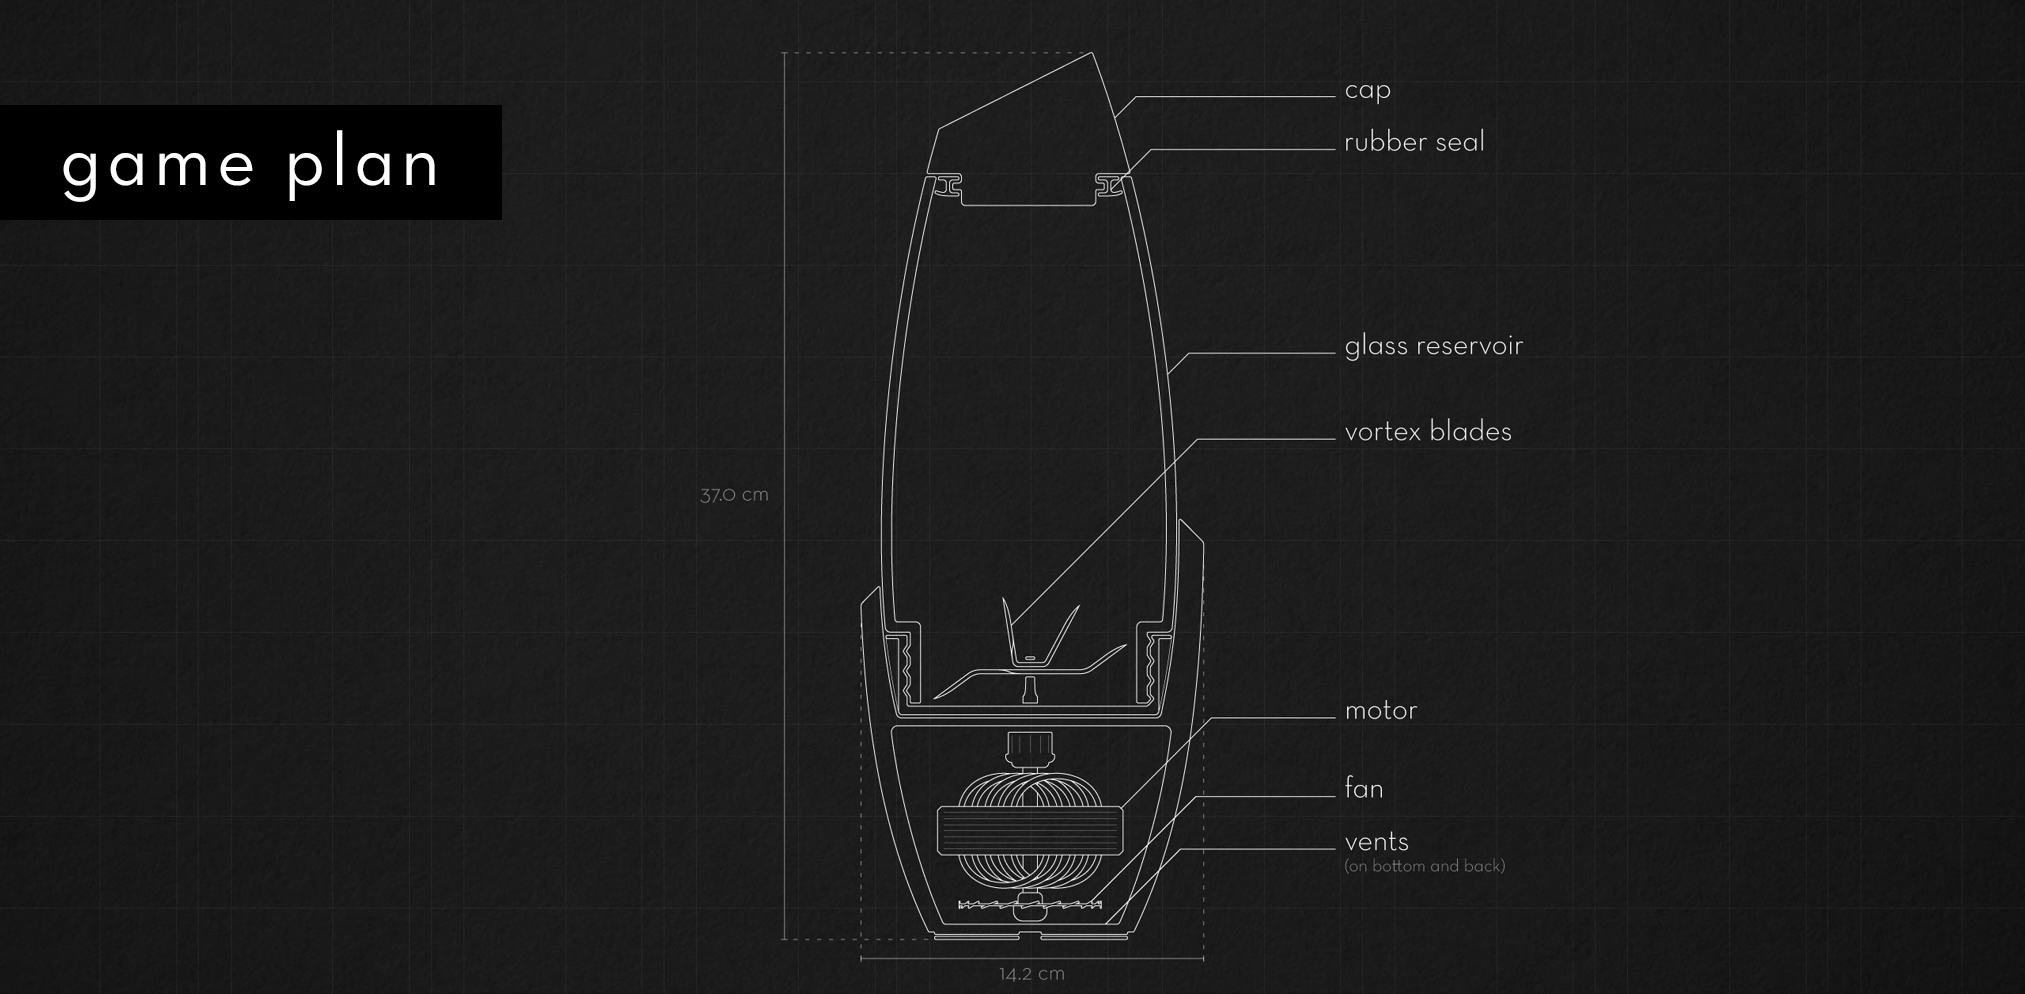 game plan
cap
rubber seal
glass reservoir
vortex blades
37.0 cm
motor
fan
vents
(on bottom and back)
14.2 cm